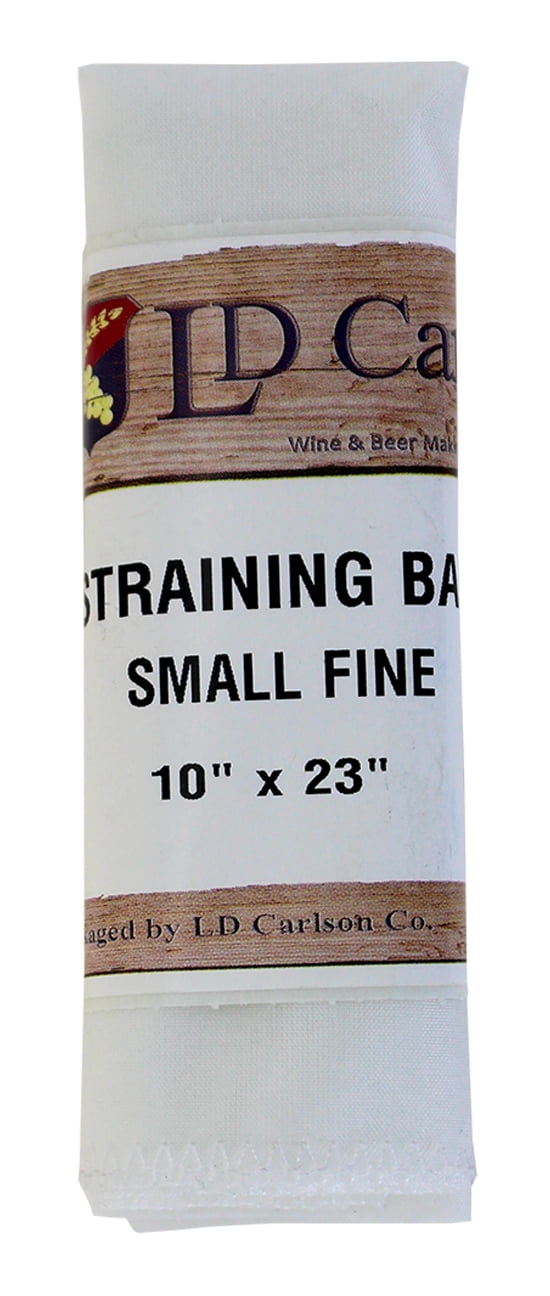 LD Ca
Wine & Beer Mak
STRAINING BA
SMALL FINE
10" x 23"
aged by LD Carlson Co.